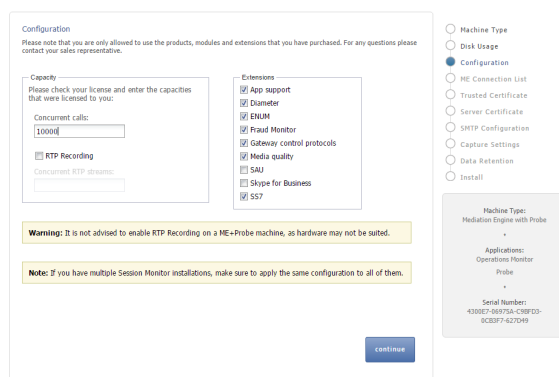 Configuration
Please note that you are only allowed to use the products, modules and extensions that you have purchased. For any questions please
contact your sales representative.
Capacity
Please check your license and enter the capacities
that were licensed to you:
Concurrent calls:
10000
RTP Recording
Concurrent RTP streams:
Extensions
App support
Diameter
ENUM
Fraud Monitor
Gateway control protocols
Media quality
SAU
Skype for Business
SS7
Warning: It is not advised to enable RTP Recording on a ME+Probe machine, as hardware may not be suited.
Note: If you have multiple Session Monitor installations, make sure to apply the same configuration to all of them.
continue
Machine Type
Disk Usage
Configuration
ME Connection List
Trusted Certificate
Server Certificate
SMTP Configuration
Capture Settings
Data Retention
Install
Machine Type:
Mediation Engine with Probe
Applications:
Operations Monitor
Probe
Serial Number:
4300E7-06975A-C9BFD3-
0CB3F7-627D49